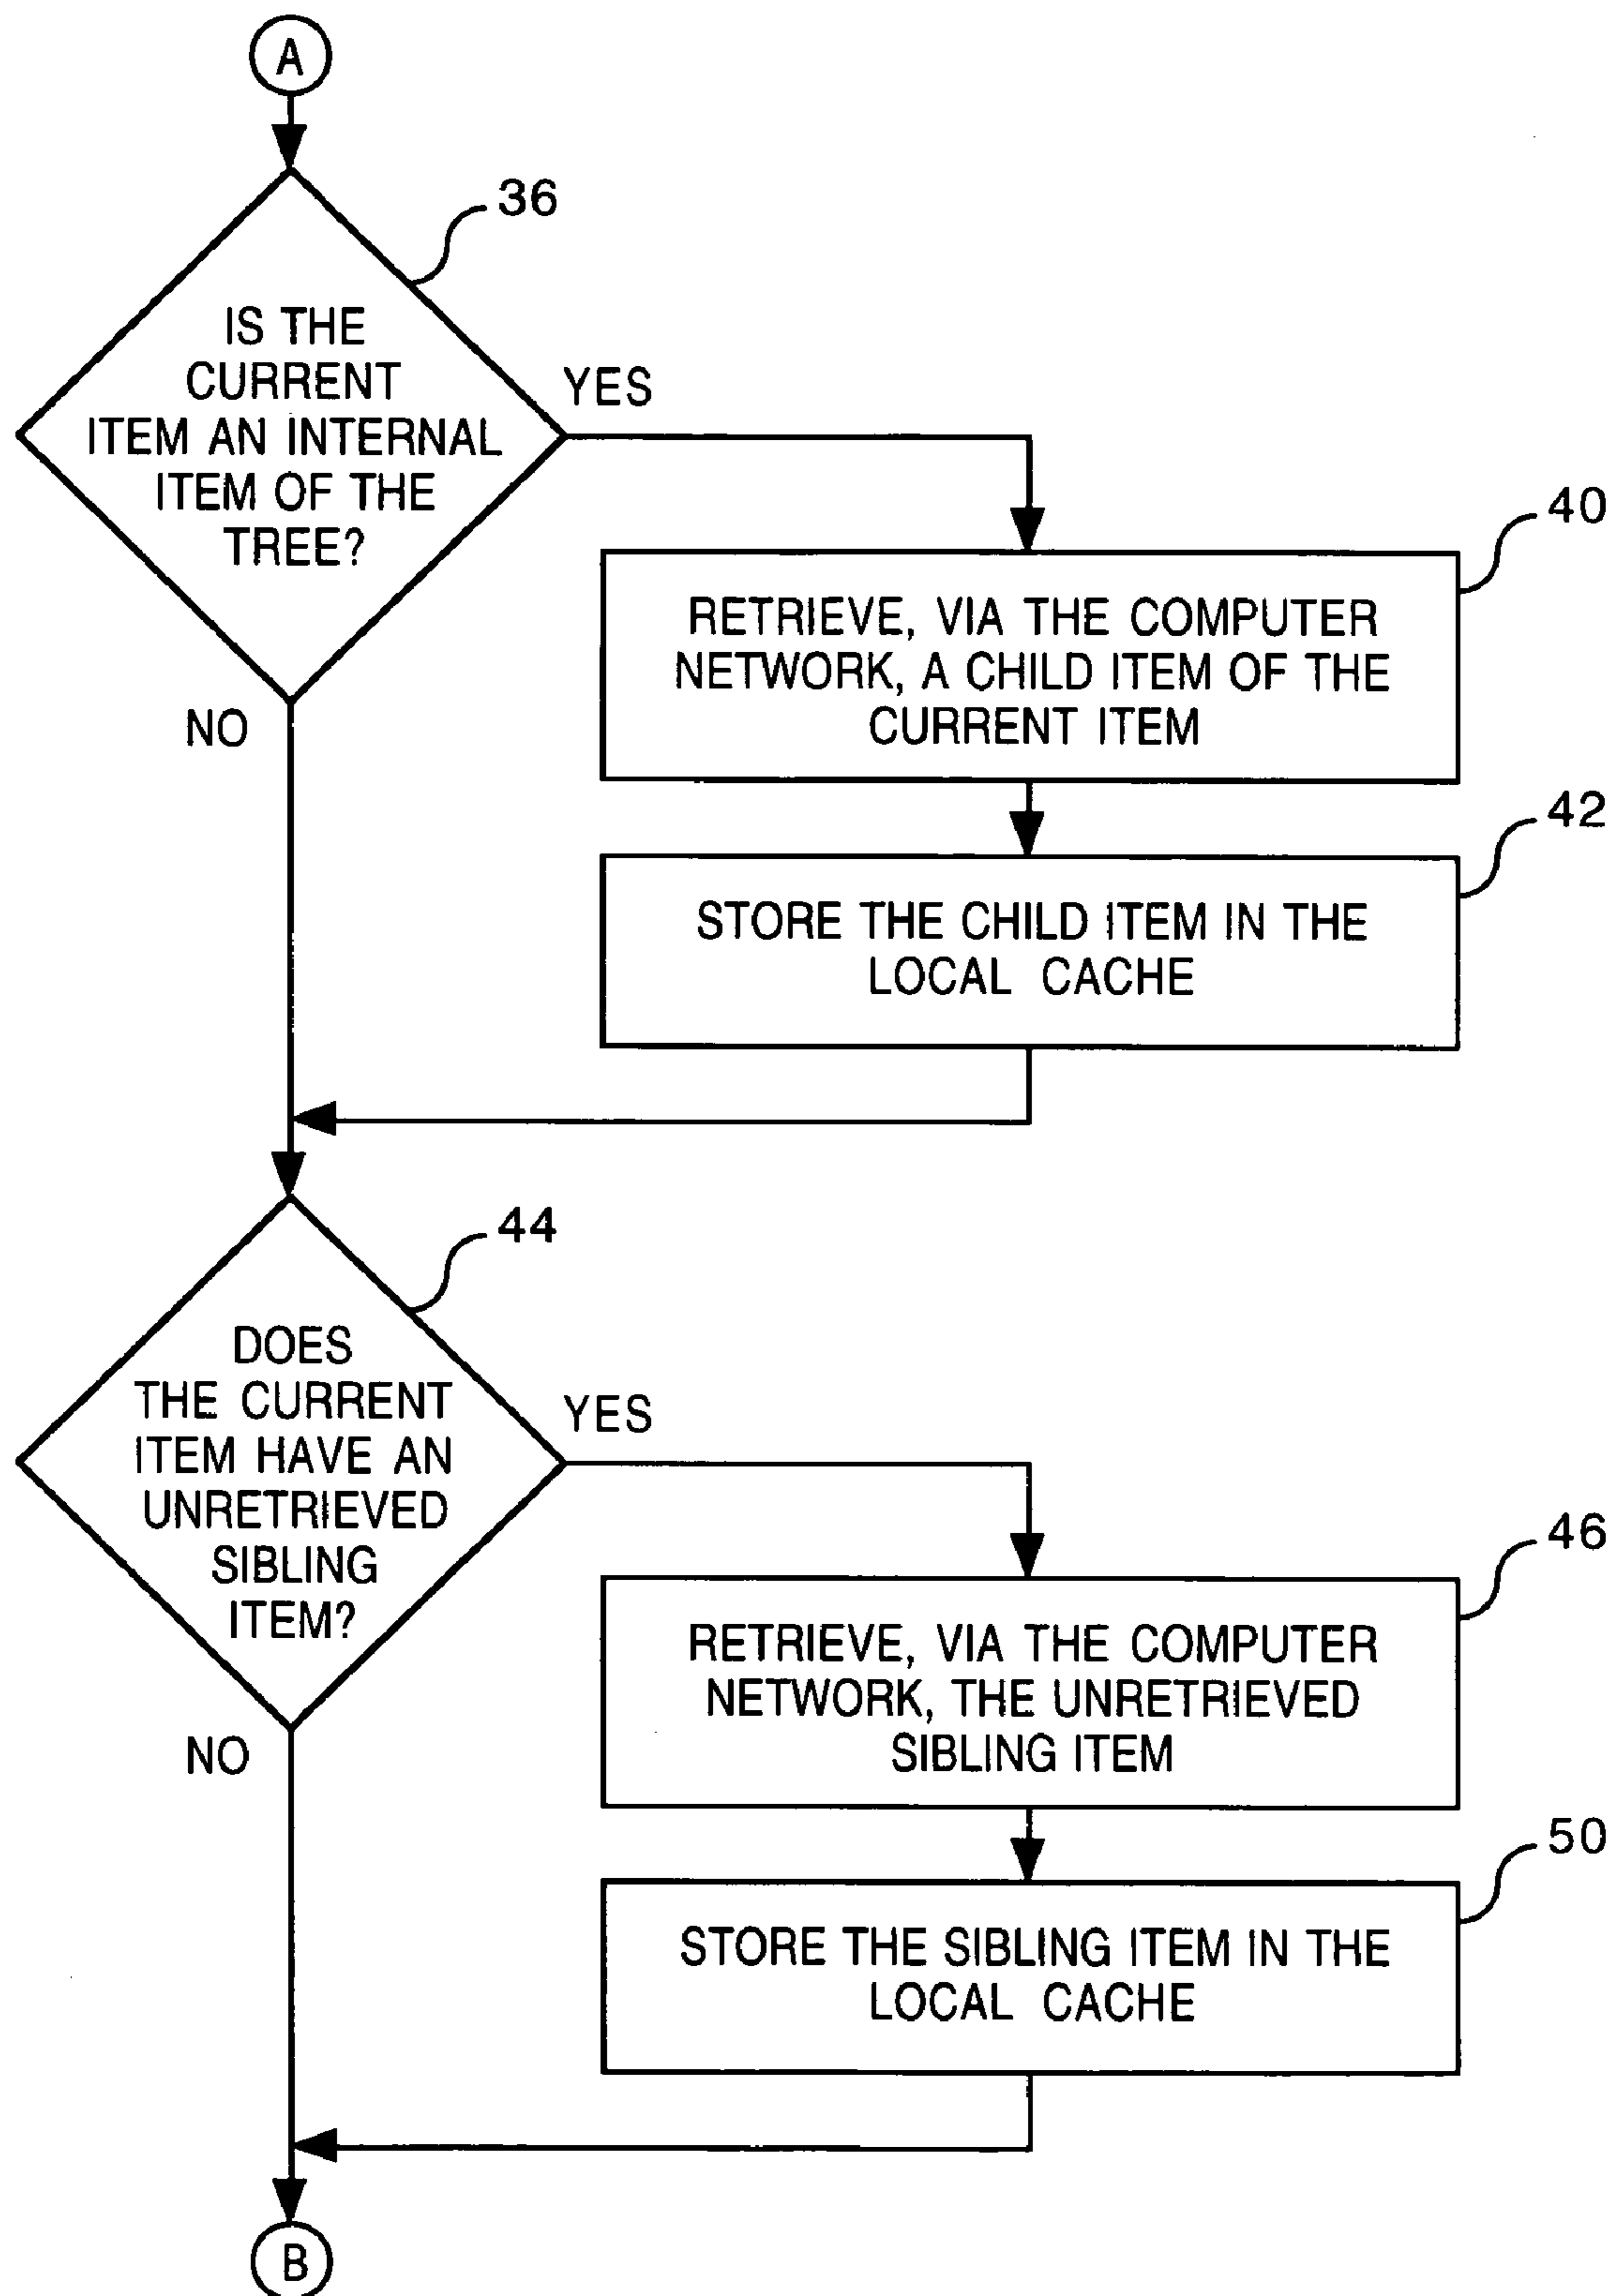 A
36
IS THE
CURRENT
ITEM AN INTERNAL
ITEM OF THE
TREE?
YES
NO
40
RETRIEVE, VIA THE COMPUTER
NETWORK, A CHILD ITEM OF THE
CURRENT ITEM
42
STORE THE CHILD ITEM IN THE
LOCAL CACHE
44
DOES
THE CURRENT
ITEM HAVE AN
UNRETRIEVED
SIBLING
ITEM?
YES
NO
46
RETRIEVE, VIA THE COMPUTER
NETWORK, THE UNRETRIEVED
SIBLING ITEM
50
STORE THE SIBLING ITEM IN THE
LOCAL CACHE
B